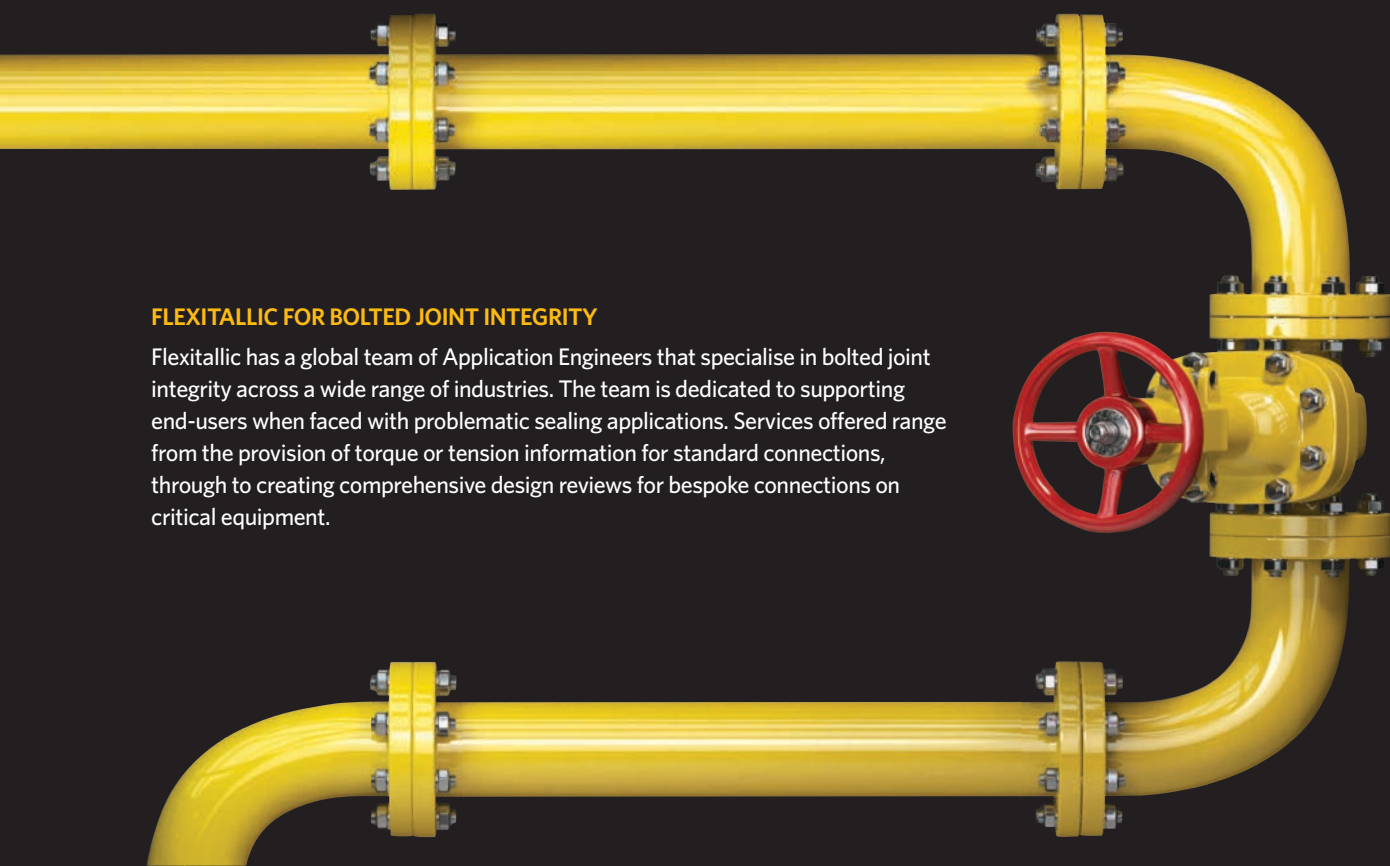 FLEXITALLIC FOR BOLTED JOINT INTEGRITY
Flexitallic has a global team of Application Engineers that specialise in bolted joint
integrity across a wide range of industries. The team is dedicated to supporting
end-users when faced with problematic sealing applications. Services offered range
from the provision of torque or tension information for standard connections,
through to creating comprehensive design reviews for bespoke connections on
critical equipment.